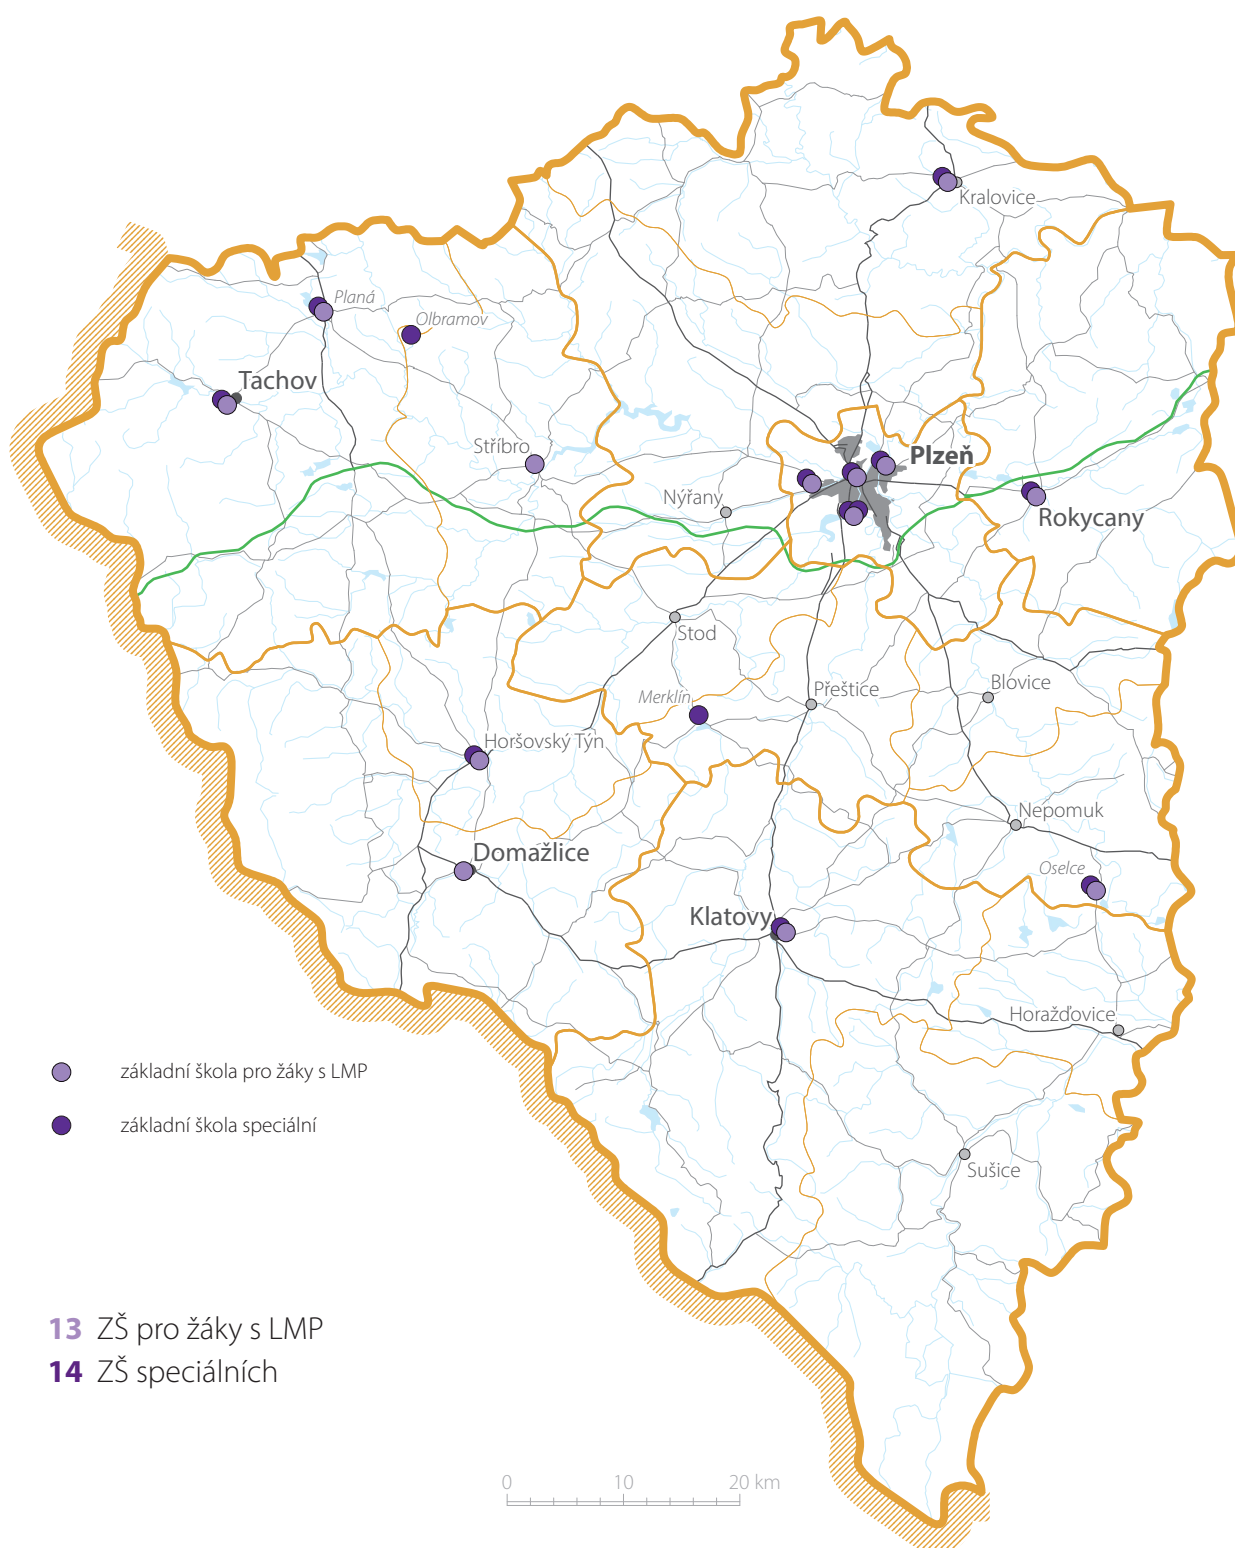 Kralovice
Planá
Olbramov
Tachov
Stříbro
Plzeň
Nýřany
Rokycany
Stod
Merklín
Přeštice
Blovice
Horšovský Týn
Nepomuk
Domažlice
Oselce
Klatovy
Horažďovice
základní škola pro žáky s LMP
základní škola speciální
Sušice
13 ZŠ pro žáky s LMP
14 ZŠ speciálních
0 10 20 km